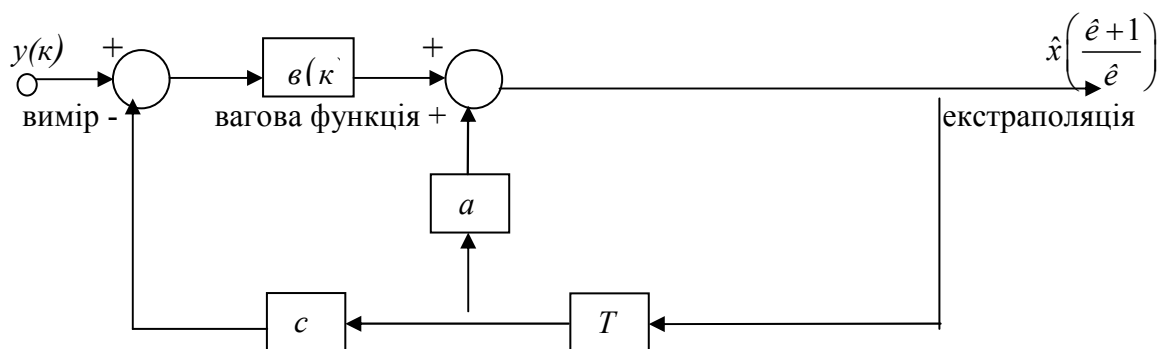 y(к) + в(к) + x̂(ê+1/ê)
вимір - вагова функція + екстраполяція
a
c T